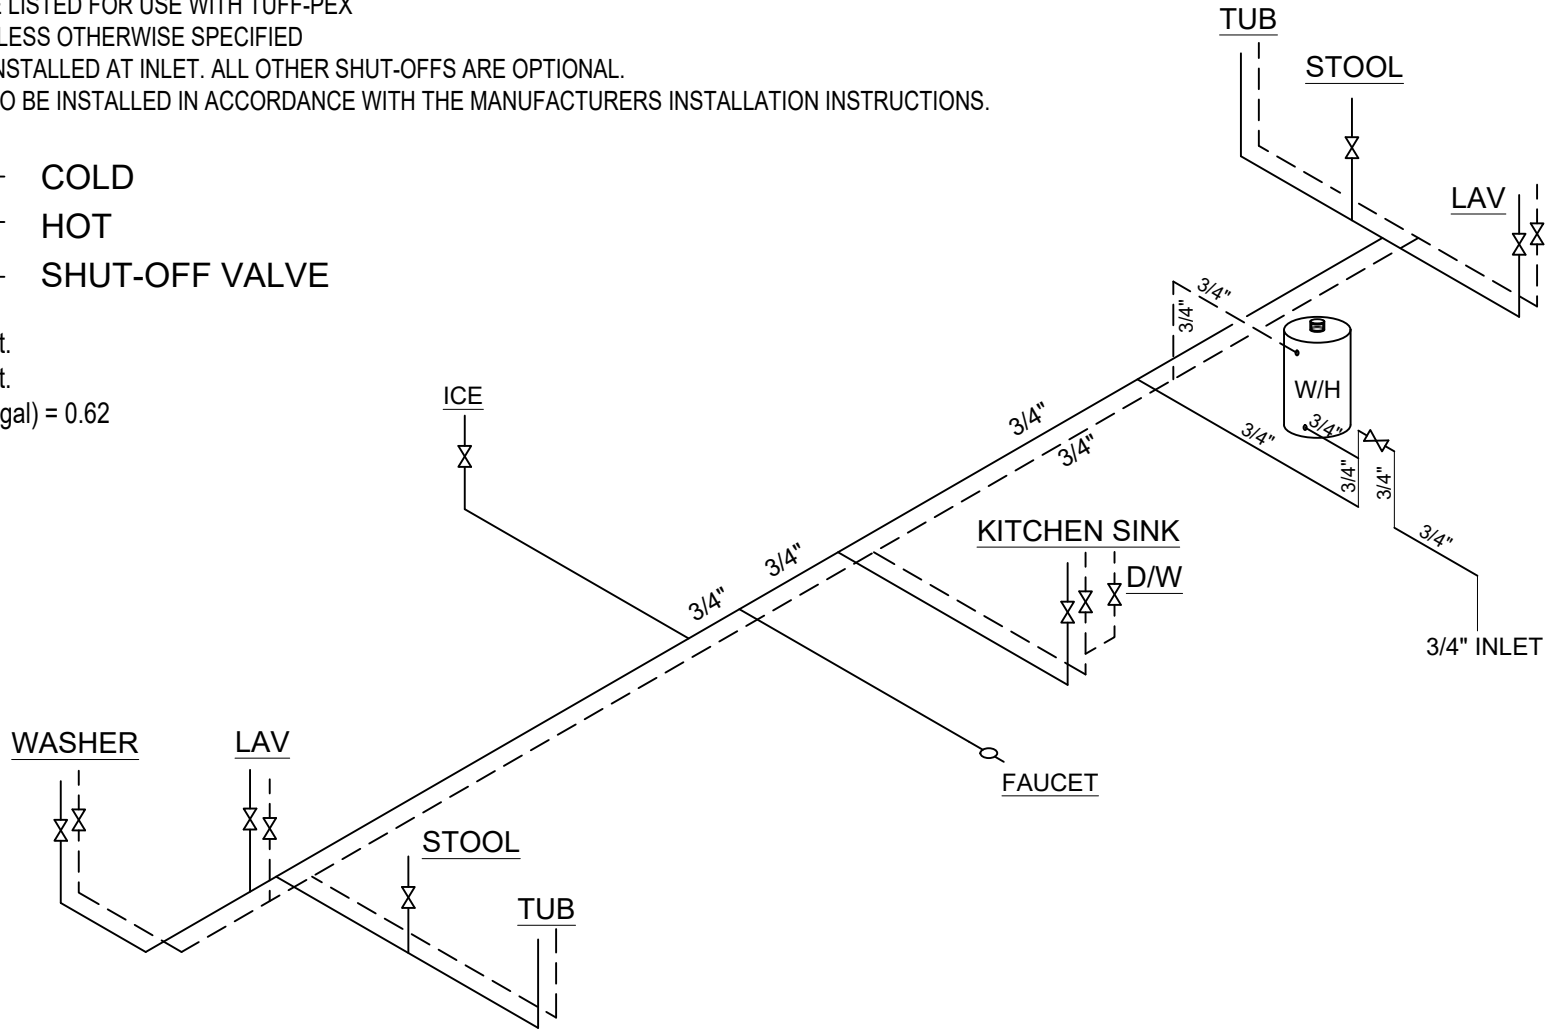 E LISTED FOR USE WITH TUFF-PEX
LESS OTHERWISE SPECIFIED
NSTALLED AT INLET. ALL OTHER SHUT-OFFS ARE OPTIONAL.
O BE INSTALLED IN ACCORDANCE WITH THE MANUFACTURERS INSTALLATION INSTRUCTIONS.
TUB
STOOL
COLD
HOT
SHUT-OFF VALVE
LAV
3/4"
3/4"
t.
t.
gal) = 0.62
W/H
ICE
3/4"
3/4"
3/4"
3/4"
3/4"
3/4"
3/4"
KITCHEN SINK
D/W
3/4"
3/4"
3/4" INLET
WASHER
LAV
FAUCET
STOOL
TUB